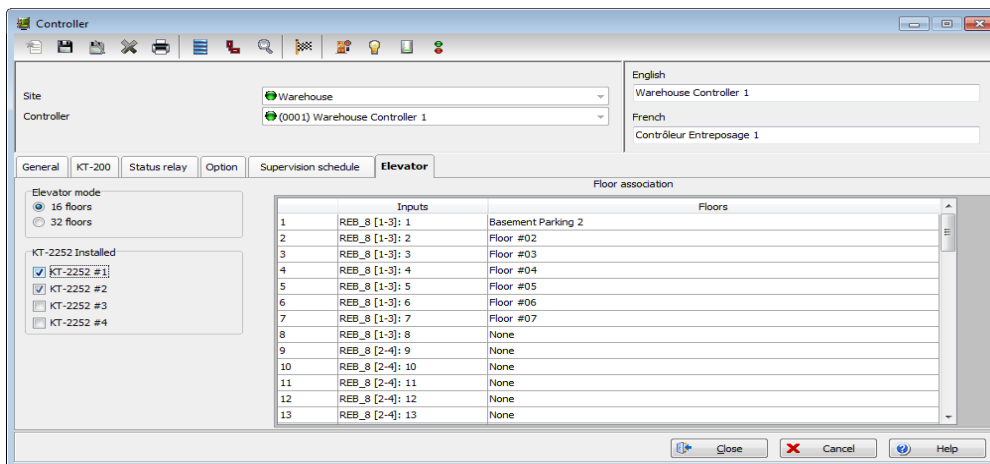 Controller
English
Site
Warehouse
Warehouse Controller 1
Controller
(0001) Warehouse Controller 1
French
Contrôleur Entreposage 1
General KT-200 Status relay Option Supervision schedule Elevator
Elevator mode
16 floors
32 floors
KT-2252 Installed
KT-2252 #1
KT-2252 #2
KT-2252 #3
KT-2252 #4
Floor association
Inputs Floors
1 REB_8 [1-3]: 1 Basement Parking 2
2 REB_8 [1-3]: 2 Floor #02
3 REB_8 [1-3]: 3 Floor #03
4 REB_8 [1-3]: 4 Floor #04
5 REB_8 [1-3]: 5 Floor #05
6 REB_8 [1-3]: 6 Floor #06
7 REB_8 [1-3]: 7 Floor #07
8 REB_8 [1-3]: 8 None
9 REB_8 [2-4]: 9 None
10 REB_8 [2-4]: 10 None
11 REB_8 [2-4]: 11 None
12 REB_8 [2-4]: 12 None
13 REB_8 [2-4]: 13 None
Close Cancel Help